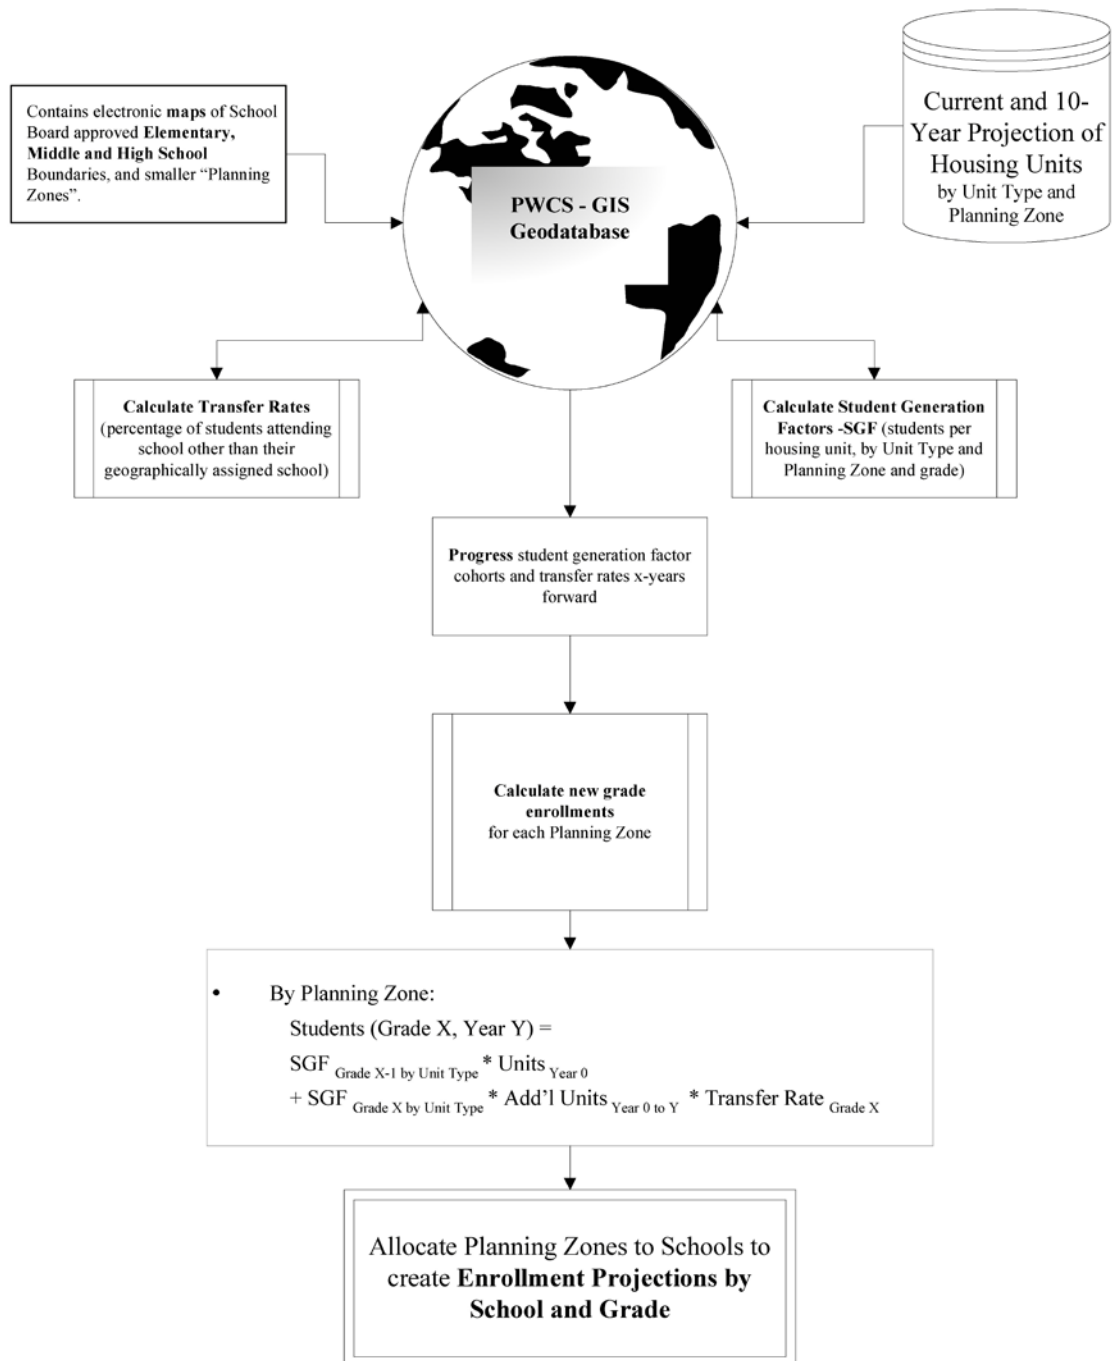 Contains electronic maps of School
Board approved Elementary,
Middle and High School
Boundaries, and smaller “Planning
Zones”.
PWCS - GIS
Geodatabase
Current and 10-
Year Projection of
Housing Units
by Unit Type and
Planning Zone
Calculate Transfer Rates
(percentage of students attending
school other than their
geographically assigned school)
Calculate Student Generation
Factors -SGF (students per
housing unit, by Unit Type and
Planning Zone and grade)
Progress student generation factor
cohorts and transfer rates x-years
forward
Calculate new grade
enrollments
for each Planning Zone
• By Planning Zone:
Students (Grade X, Year Y) =
SGF Grade X-1 by Unit Type * Units Year 0
+ SGF Grade X by Unit Type * Add’l Units Year 0 to Y * Transfer Rate Grade X
Allocate Planning Zones to Schools to
create Enrollment Projections by
School and Grade